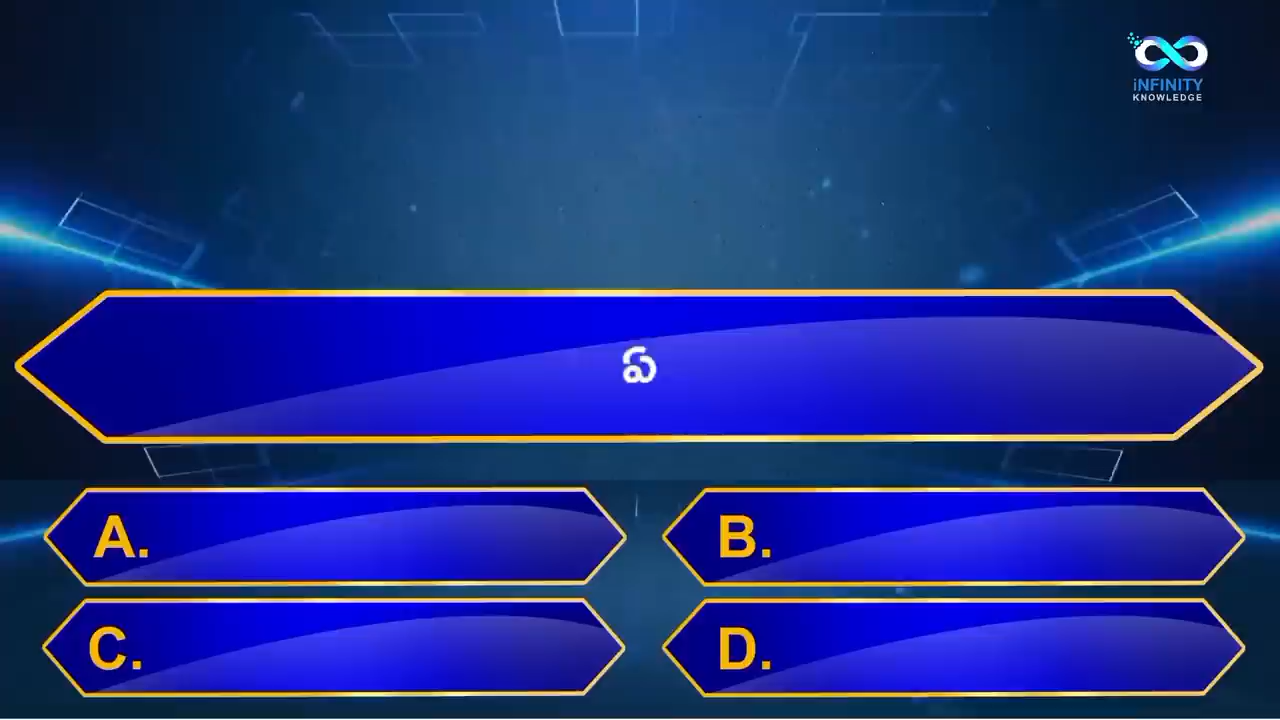 iNFINITY
KNOWLEDGE
ఏ
A.
B.
C.
D.